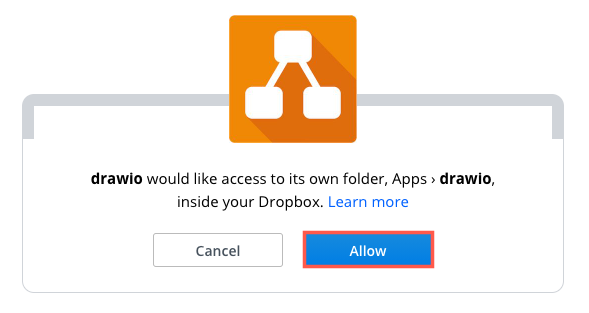 drawio would like access to its own folder, Apps › drawio,
inside your Dropbox. Learn more
Cancel
Allow